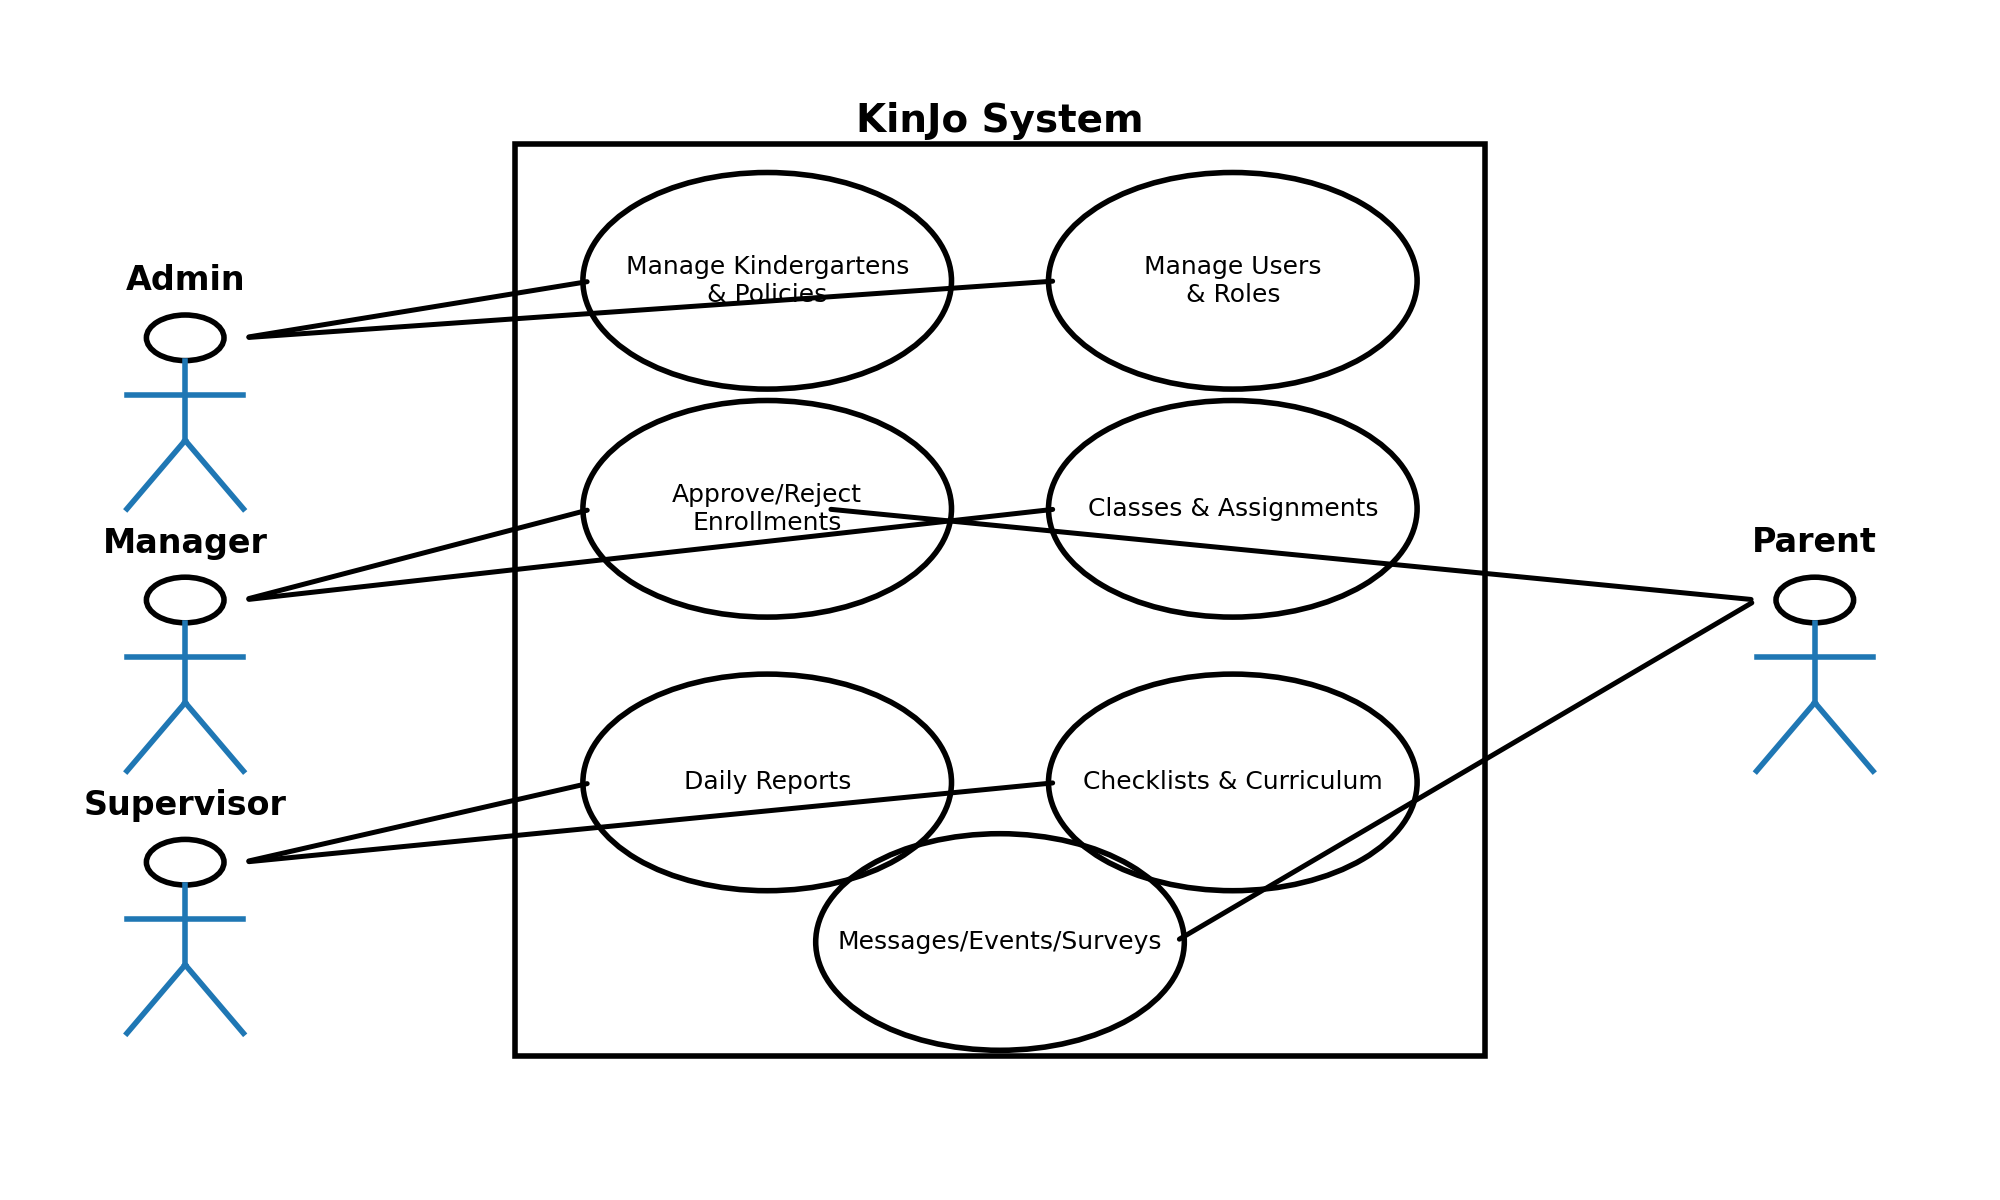 KinJo System
Admin
Manage Kindergartens
& Policies
Manage Users
& Roles
Manager
Approve/Reject
Enrollments
Classes & Assignments
Parent
Supervisor
Daily Reports
Checklists & Curriculum
Messages/Events/Surveys